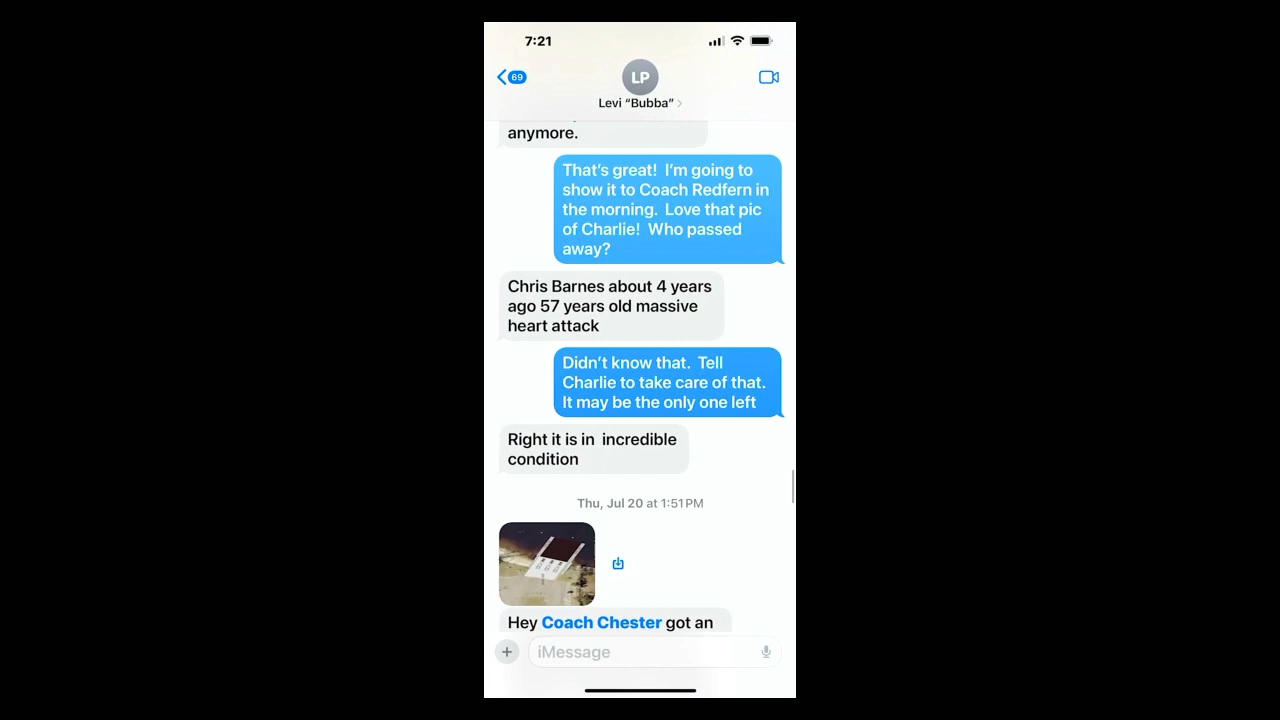 7:21
69
LP
Levi “Bubba”
anymore.
That’s great!  I’m going to
show it to Coach Redfern in
the morning.  Love that pic
of Charlie!  Who passed
away?
Chris Barnes about 4 years
ago 57 years old massive
heart attack
Didn’t know that.  Tell
Charlie to take care of that.
It may be the only one left
Right it is in  incredible
condition
Thu, Jul 20 at 1:51 PM
Hey Coach Chester got an
iMessage